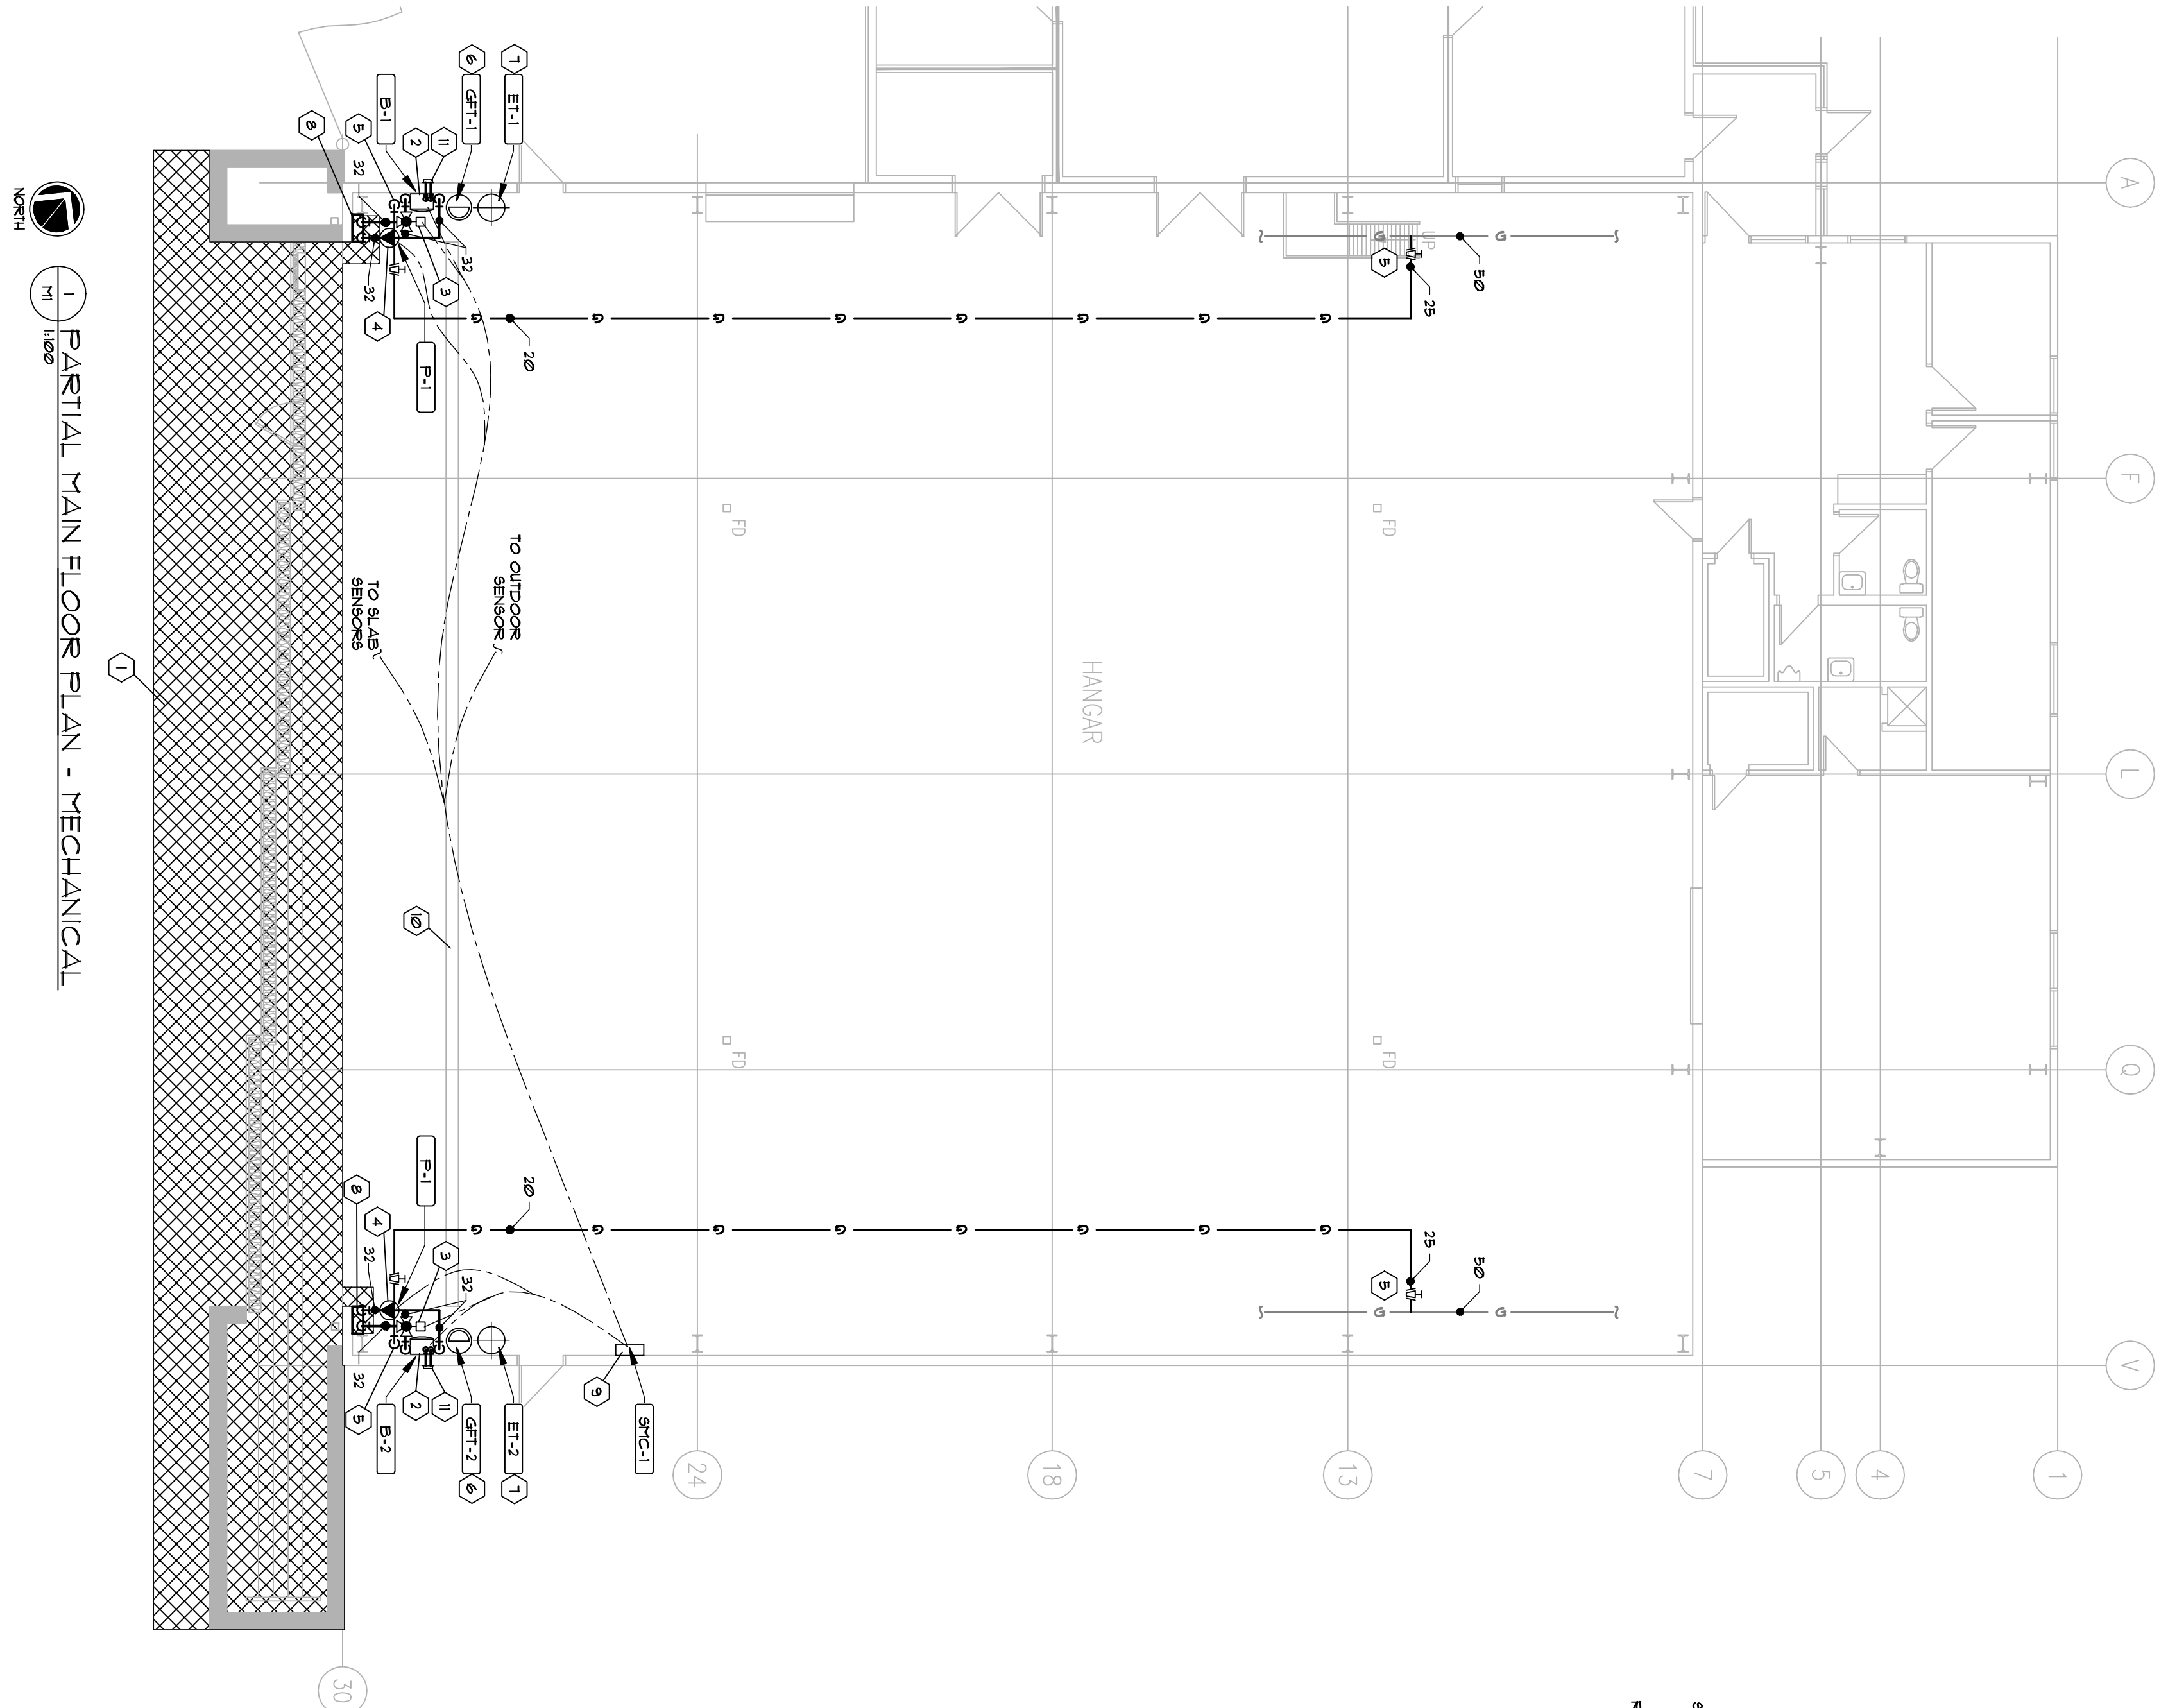 A
F
L
Q
V
1
4
5
7
50
50
G
G
G
G
UP
25
25
5
5
FD
FD
G
G
13
G
G
HANGAR
18
G
G
G
G
G
G
FD
FD
G
G
24
SMC-1
G
G
9
20
20
7
ET-1
ET-2
7
TO OUTDOOR
SENSOR
6
GFT-1
GFT-2
6
G
G
32
32
11
11
3
3
P-1
P-1
2
2
10
B-1
B-2
4
4
32
32
TO SLAB
SENSORS
5
5
32
32
8
8
30
1
PARTIAL MAIN FLOOR PLAN - MECHANICAL
1
M1
1:100
NORTH